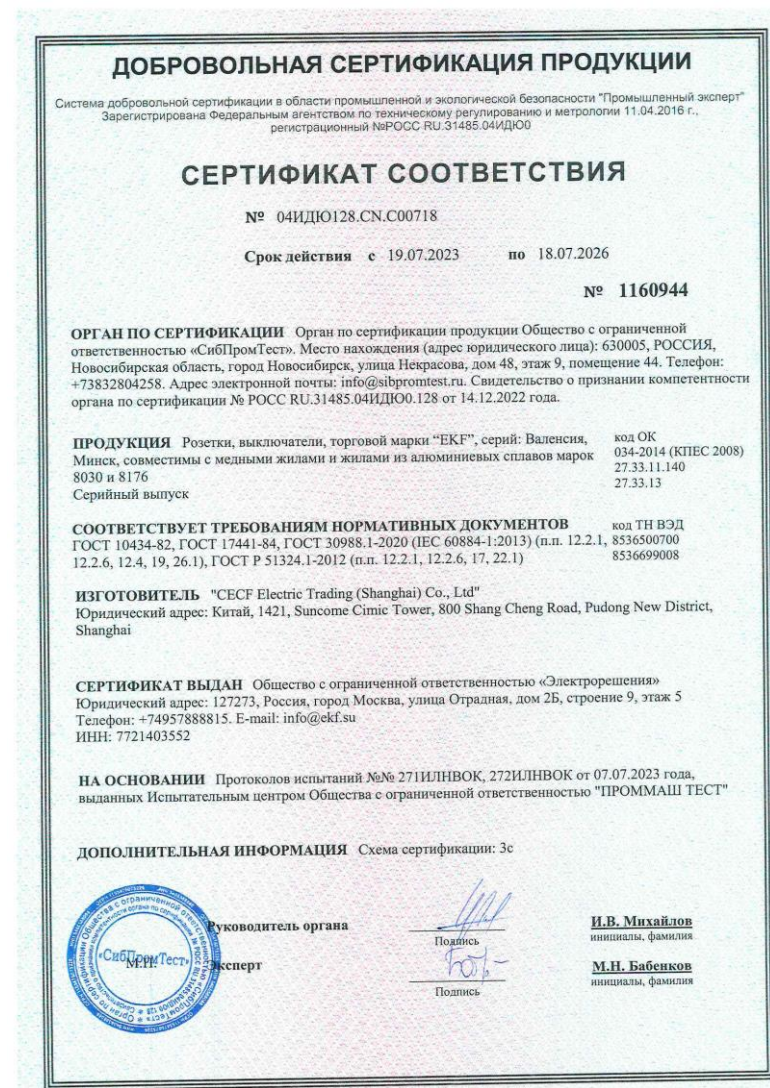 ДОБРОВОЛЬНАЯ СЕРТИФИКАЦИЯ ПРОДУКЦИИ
Система добровольной сертификации в области промышленной и экологической безопасности "Промышленный эксперт"
Зарегистрирована Федеральным агентством по техническому регулированию и метрологии 11.04.2016 г.,
регистрационный №РОСС RU.31485.04ИДЮ0
СЕРТИФИКАТ СООТВЕТСТВИЯ
№ 04ИДЮ128.CN.C00718
Срок действия с 19.07.2023 по 18.07.2026
№ 1160944
ОРГАН ПО СЕРТИФИКАЦИИ Орган по сертификации продукции Общество с ограниченной
ответственностью «СибПромТест». Место нахождения (адрес юридического лица): 630005, РОССИЯ,
Новосибирская область, город Новосибирск, улица Некрасова, дом 48, этаж 9, помещение 44. Телефон:
+73832804258. Адрес электронной почты: info@sibpromtest.ru. Свидетельство о признании компетентности
органа по сертификации № РОСС RU.31485.04ИДЮ0.128 от 14.12.2022 года.
ПРОДУКЦИЯ Розетки, выключатели, торговой марки “EKF”, серий: Валенсия,
Минск, совместимы с медными жилами и жилами из алюминиевых сплавов марок
8030 и 8176
Серийный выпуск
код ОК
034-2014 (КПЕС 2008)
27.33.11.140
27.33.13
СООТВЕТСТВУЕТ ТРЕБОВАНИЯМ НОРМАТИВНЫХ ДОКУМЕНТОВ
ГОСТ 10434-82, ГОСТ 17441-84, ГОСТ 30988.1-2020 (IEC 60884-1:2013) (п.п. 12.2.1,
12.2.6, 12.4, 19, 26.1), ГОСТ Р 51324.1-2012 (п.п. 12.2.1, 12.2.6, 17, 22.1)
код ТН ВЭД
8536500700
8536699008
ИЗГОТОВИТЕЛЬ "CECF Electric Trading (Shanghai) Co., Ltd"
Юридический адрес: Китай, 1421, Suncome Cimic Tower, 800 Shang Cheng Road, Pudong New District,
Shanghai
СЕРТИФИКАТ ВЫДАН Общество с ограниченной ответственностью «Электрорешения»
Юридический адрес: 127273, Россия, город Москва, улица Отрадная, дом 2Б, строение 9, этаж 5
Телефон: +74957888815. E-mail: info@ekf.su
ИНН: 7721403552
НА ОСНОВАНИИ Протоколов испытаний №№ 271ИЛНВОК, 272ИЛНВОК от 07.07.2023 года,
выданных Испытательным центром Общества с ограниченной ответственностью "ПРОММАШ ТЕСТ"
ДОПОЛНИТЕЛЬНАЯ ИНФОРМАЦИЯ Схема сертификации: 3с
Руководитель органа
Подпись
И.В. Михайлов
инициалы, фамилия
«СибПромТест»
М.П.
Эксперт
Подпись
М.Н. Бабенков
инициалы, фамилия